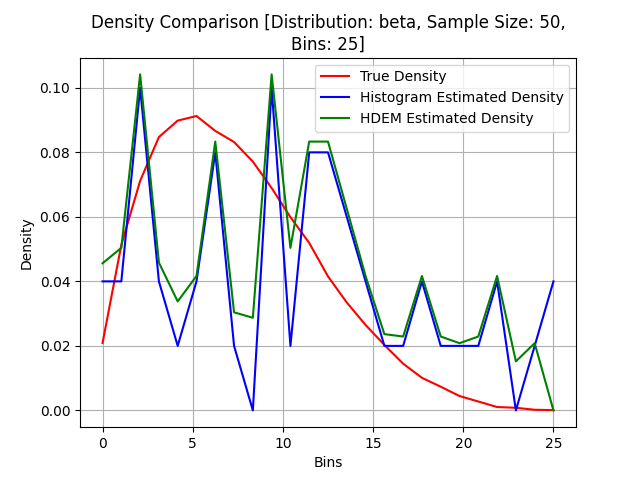 Density Comparison [Distribution: beta, Sample Size: 50,
Bins: 25]
True Density
Histogram Estimated Density
HDEM Estimated Density
Density
0.10
0.08
0.06
0.04
0.02
0.00
0
5
10
15
20
25
Bins